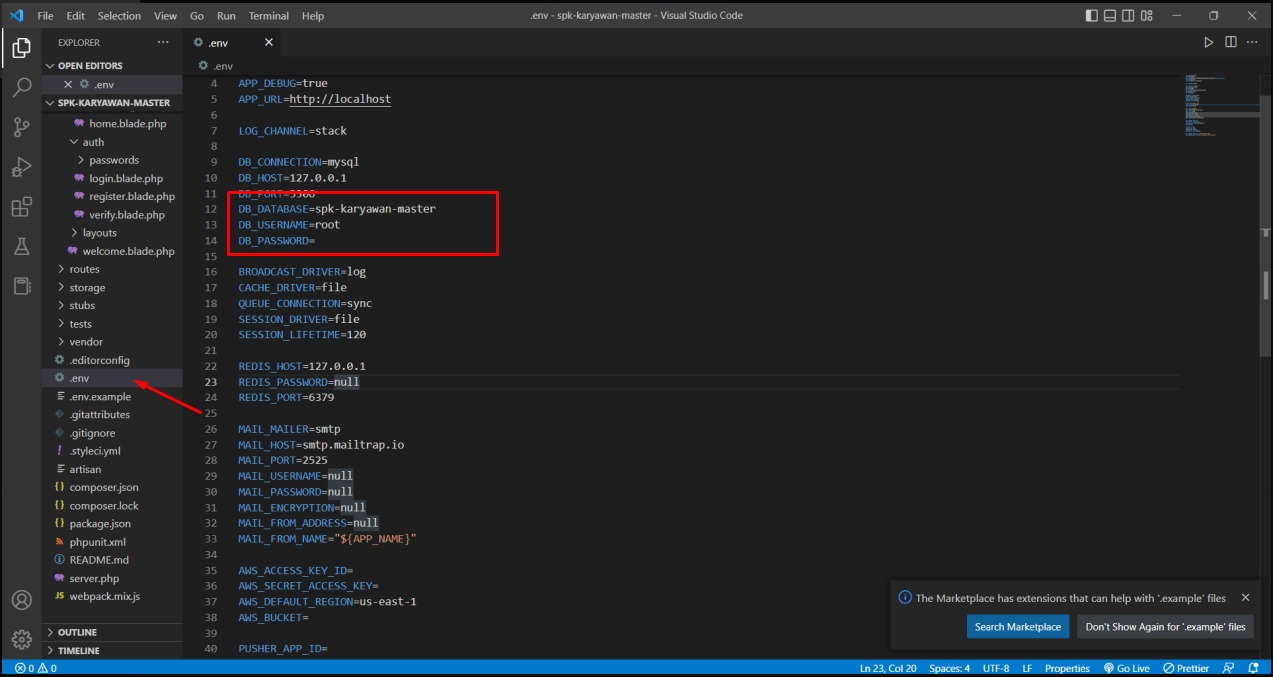 File Edit Selection View Go Run Terminal Help
.env - spk-karyawan-master - Visual Studio Code
EXPLORER
OPEN EDITORS
.env
SPK-KARYAWAN-MASTER
home.blade.php
auth
passwords
login.blade.php
register.blade.php
verify.blade.php
layouts
welcome.blade.php
routes
storage
stubs
tests
vendor
.editorconfig
.env
.env.example
.gitattributes
.gitignore
.styleci.yml
artisan
composer.json
composer.lock
package.json
phpunit.xml
README.md
server.php
JS webpack.mix.js
OUTLINE
TIMELINE
.env
.env
4 APP_DEBUG=true
5 APP_URL=http://localhost
6
7 LOG_CHANNEL=stack
8
9 DB_CONNECTION=mysql
10 DB_HOST=127.0.0.1
11 DB_PORT=3306
12 DB_DATABASE=spk-karyawan-master
13 DB_USERNAME=root
14 DB_PASSWORD=
15
16 BROADCAST_DRIVER=log
17 CACHE_DRIVER=file
18 QUEUE_CONNECTION=sync
19 SESSION_DRIVER=file
20 SESSION_LIFETIME=120
21
22 REDIS_HOST=127.0.0.1
23 REDIS_PASSWORD=null
24 REDIS_PORT=6379
25
26 MAIL_MAILER=smtp
27 MAIL_HOST=smtp.mailtrap.io
28 MAIL_PORT=2525
29 MAIL_USERNAME=null
30 MAIL_PASSWORD=null
31 MAIL_ENCRYPTION=null
32 MAIL_FROM_ADDRESS=null
33 MAIL_FROM_NAME="${APP_NAME}"
34
35 AWS_ACCESS_KEY_ID=
36 AWS_SECRET_ACCESS_KEY=
37 AWS_DEFAULT_REGION=us-east-1
38 AWS_BUCKET=
39
40 PUSHER_APP_ID=
The Marketplace has extensions that can help with '.example' files
Search Marketplace
Don't Show Again for '.example' files
0 0
Ln 23, Col 20 Spaces: 4 UTF-8 LF Properties Go Live Prettier